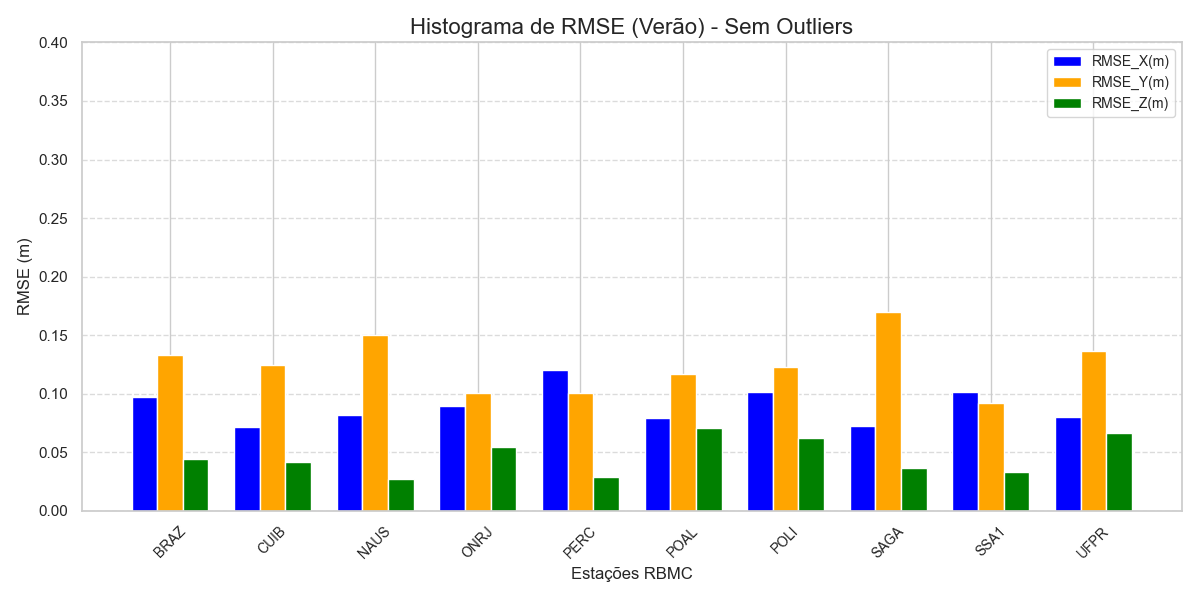 Histograma de RMSE (Verão) - Sem Outliers
RMSE_X(m)
RMSE_Y(m)
RMSE_Z(m)
RMSE (m)
0.40
0.35
0.30
0.25
0.20
0.15
0.10
0.05
0.00
BRAZ
CUIB
NAUS
ONRJ
PERC
POAL
POLI
SAGA
SSA1
UFPR
Estações RBMC